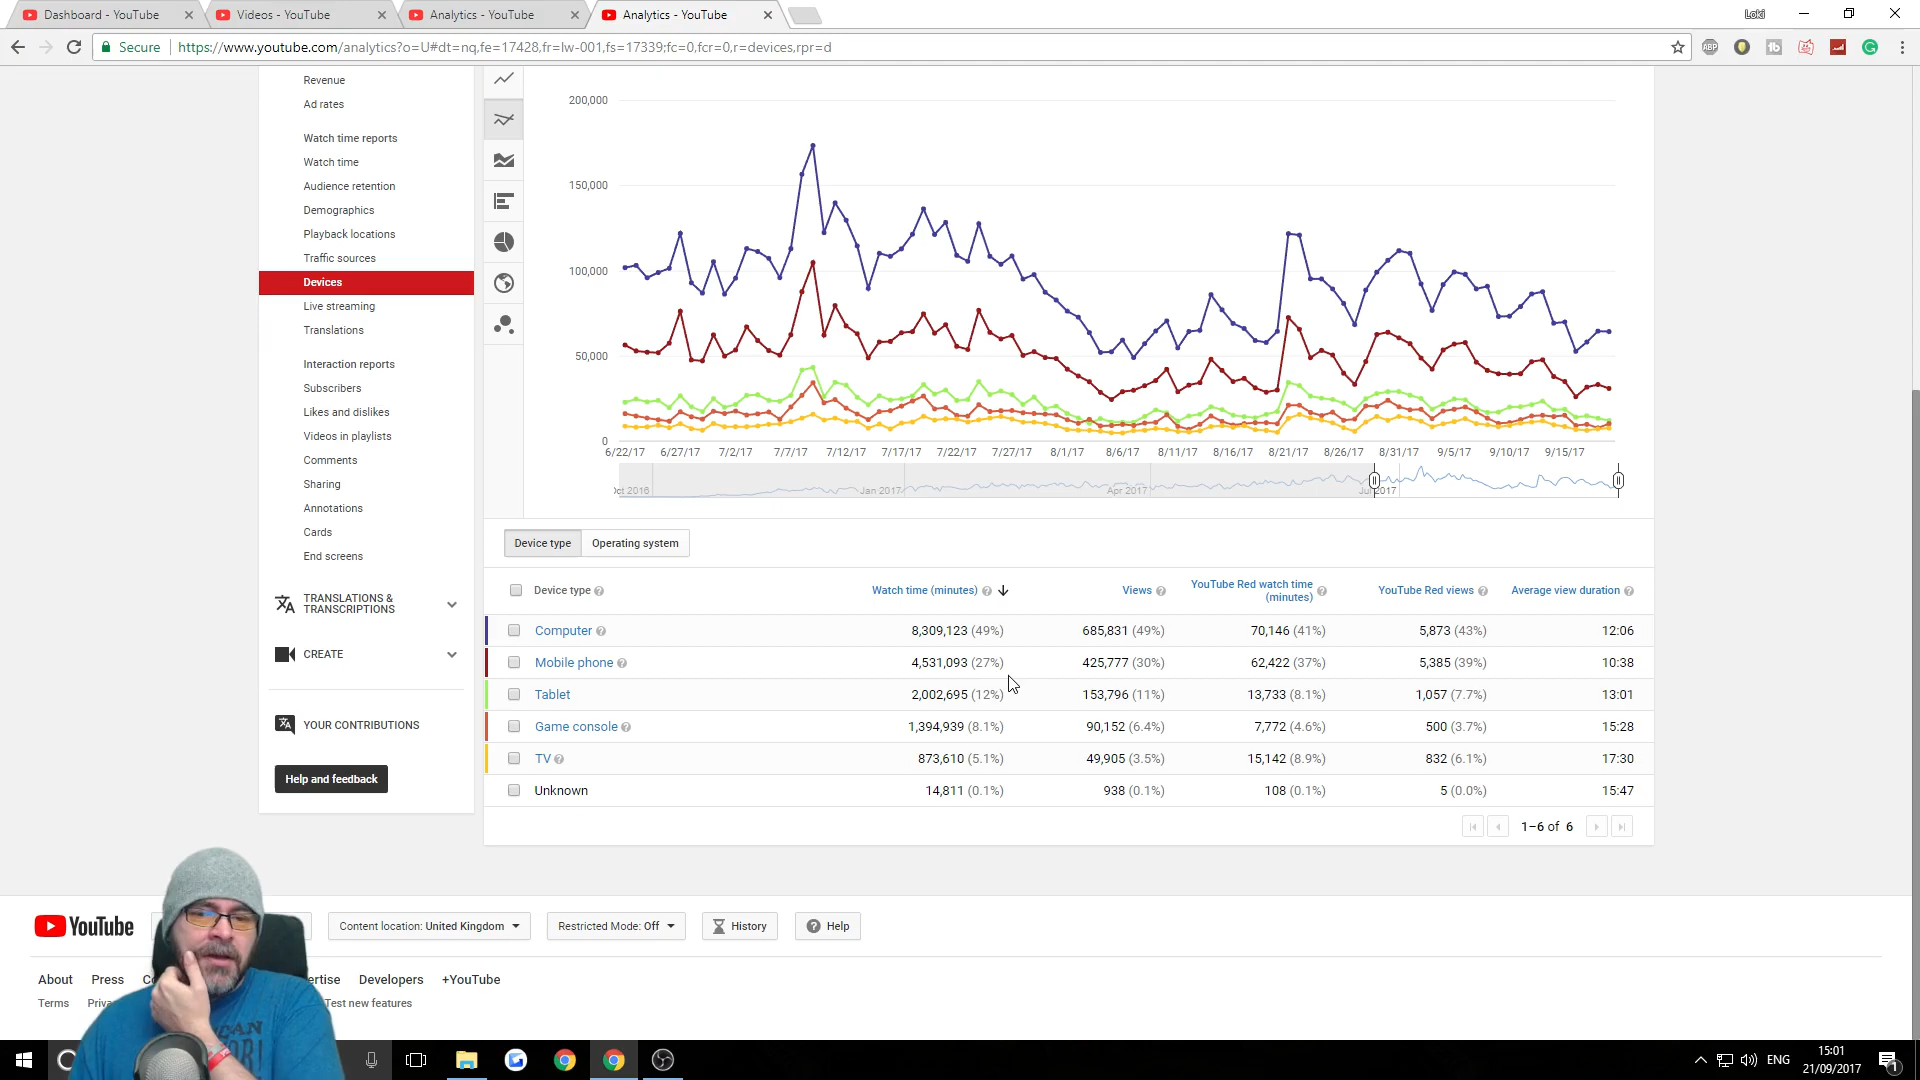 Dashboard - YouTube
Videos - YouTube
Analytics - YouTube
Analytics - YouTube
Loki
Secure
https://www.youtube.com/analytics?o=U#dt=nq,fe=17428,fr=lw-001,fs=17339;fc=0,fcr=0,r=devices,rpr=d
ABP
Revenue
Ad rates
Watch time reports
Watch time
Audience retention
Demographics
Playback locations
Traffic sources
Devices
Live streaming
Translations
Interaction reports
Subscribers
Likes and dislikes
Videos in playlists
Comments
Sharing
Annotations
Cards
End screens
TRANSLATIONS &
TRANSCRIPTIONS
CREATE
YOUR CONTRIBUTIONS
Help and feedback
200,000
150,000
100,000
50,000
0
6/22/17 6/27/17 7/2/17 7/7/17 7/12/17 7/17/17 7/22/17 7/27/17 8/1/17 8/6/17 8/11/17 8/16/17 8/21/17 8/26/17 8/31/17 9/5/17 9/10/17 9/15/17
2016 Jan 2017 Apr 2017 2017
Device type Operating system
Device type Watch time (minutes) Views YouTube Red watch time (minutes) YouTube Red views Average view duration
Computer 8,309,123 (49%) 685,831 (49%) 70,146 (41%) 5,873 (43%) 12:06
Mobile phone 4,531,093 (27%) 425,777 (30%) 62,422 (37%) 5,385 (39%) 10:38
Tablet 2,002,695 (12%) 153,796 (11%) 13,733 (8.1%) 1,057 (7.7%) 13:01
Game console 1,394,939 (8.1%) 90,152 (6.4%) 7,772 (4.6%) 500 (3.7%) 15:28
TV 873,610 (5.1%) 49,905 (3.5%) 15,142 (8.9%) 832 (6.1%) 17:30
Unknown 14,811 (0.1%) 938 (0.1%) 108 (0.1%) 5 (0.0%) 15:47
1–6 of 6
YouTube
Content location: United Kingdom
Restricted Mode: Off
History
Help
About Press Developers +YouTube
Terms Test new features
ENG
15:01
21/09/2017
1